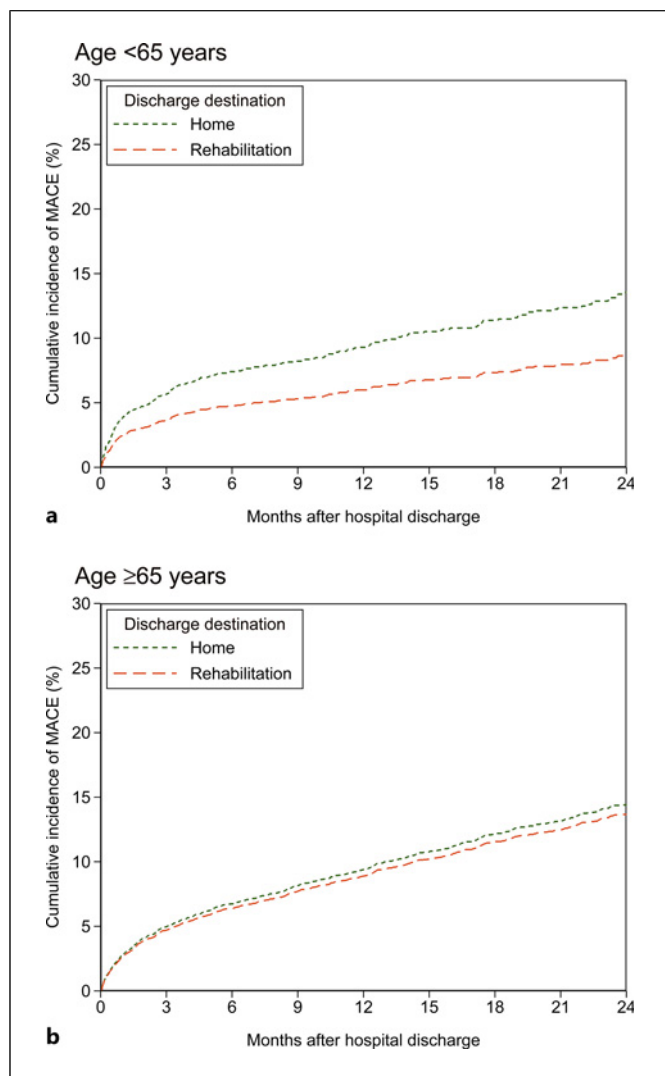 Age <65 years
30
25
20
15
10
5
0
Cumulative incidence of MACE (%)
Discharge destination
Home
Rehabilitation
0 3 6 9 12 15 18 21 24
Months after hospital discharge
a
Age ≥65 years
30
25
20
15
10
5
0
Cumulative incidence of MACE (%)
Discharge destination
Home
Rehabilitation
0 3 6 9 12 15 18 21 24
Months after hospital discharge
b